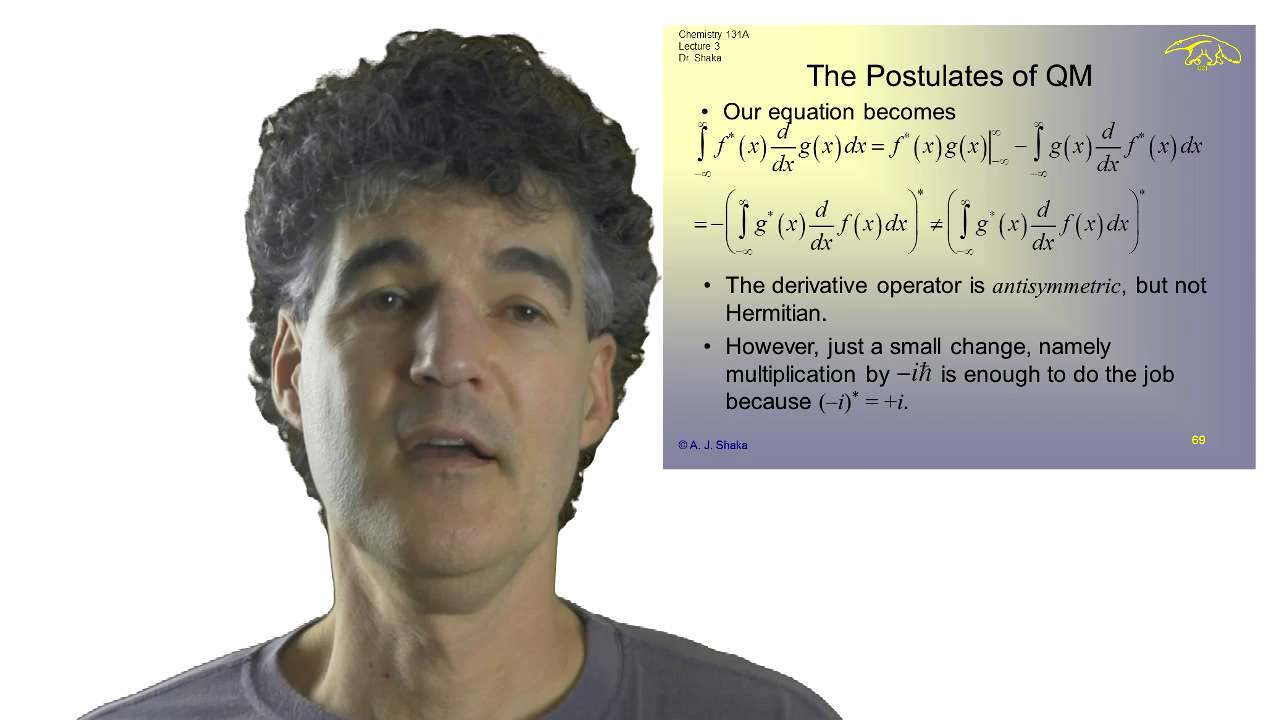 Chemistry 131A
Lecture 3
Dr. Shaka
UCI
The Postulates of QM
• Our equation becomes
∫_{−∞}^{∞} f*(x) d/dx g(x) dx = f*(x)g(x)|_{−∞}^{∞} − ∫_{−∞}^{∞} g(x) d/dx f*(x) dx
= −(∫_{−∞}^{∞} g*(x) d/dx f(x) dx)* ≠ (∫_{−∞}^{∞} g*(x) d/dx f(x) dx)*
• The derivative operator is antisymmetric, but not
Hermitian.
• However, just a small change, namely
multiplication by −iħ is enough to do the job
because (–i)* = +i.
© A. J. Shaka
69